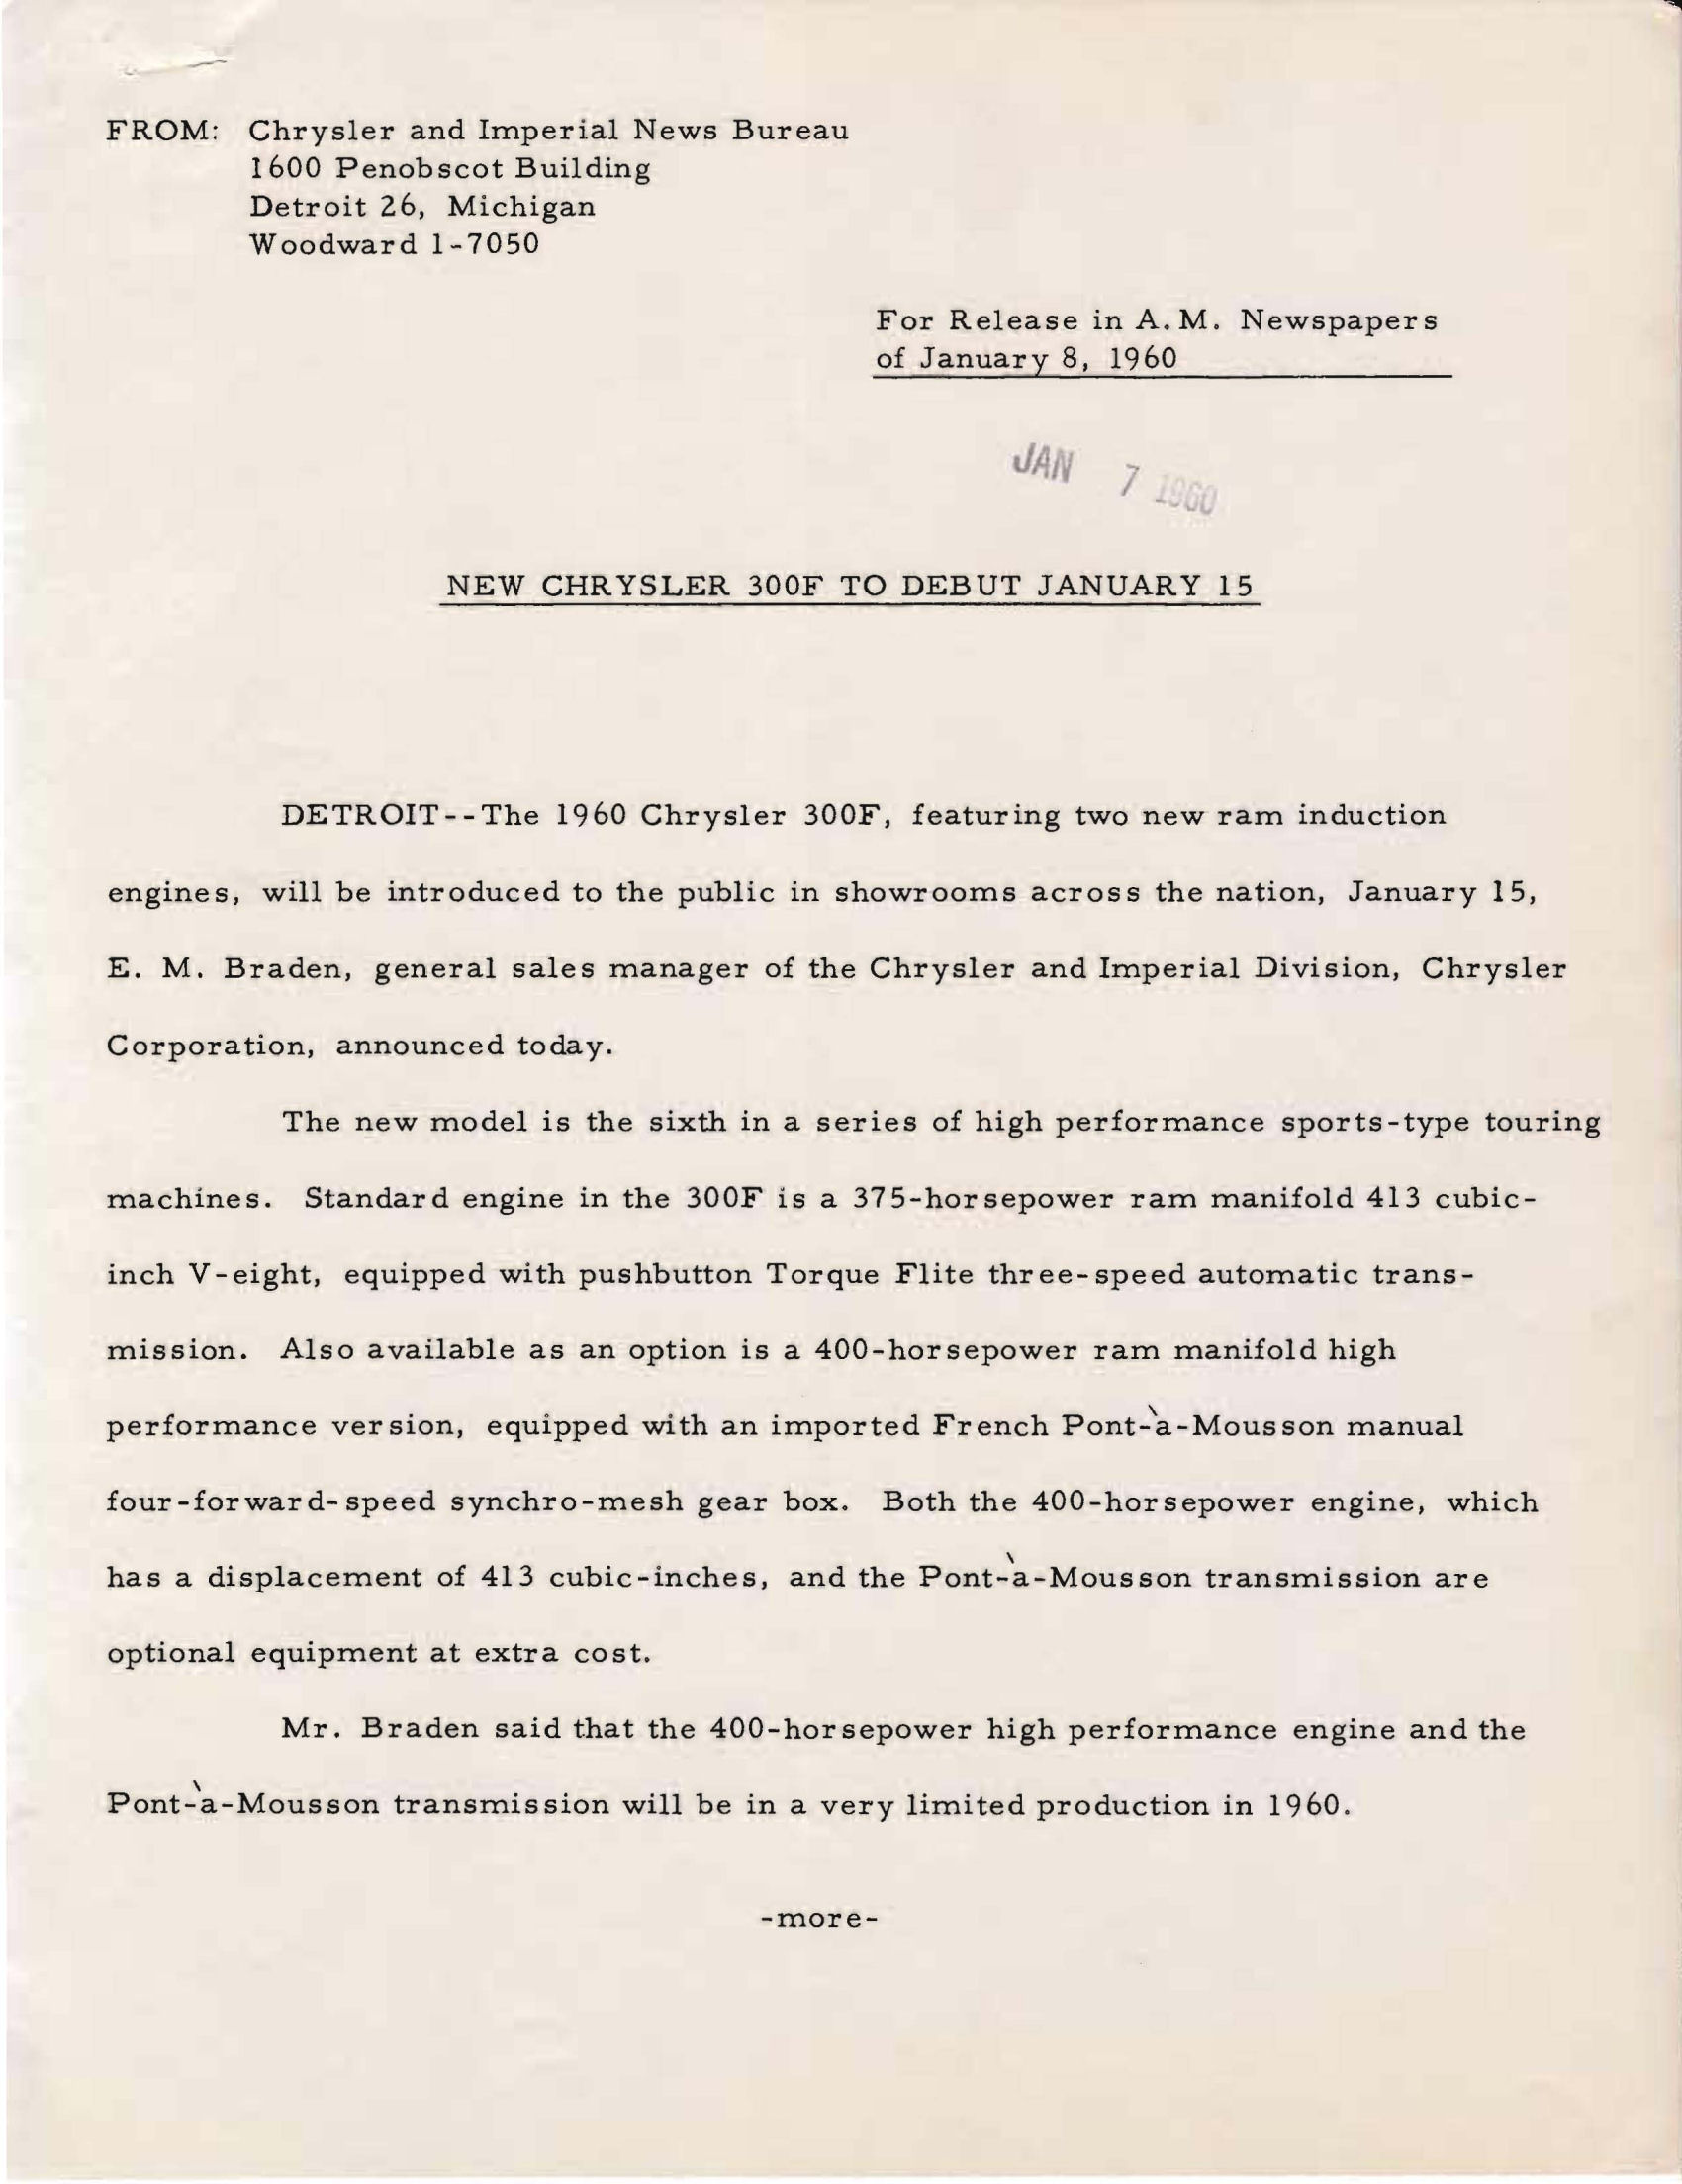 FROM: Chrysler and Imperial News Bureau
1600 Penobscot Building
Detroit 26, Michigan
Woodward 1-7050
For Release in A.M. Newspapers
of January 8, 1960
JAN 7 1960
NEW CHRYSLER 300F TO DEBUT JANUARY 15
DETROIT--The 1960 Chrysler 300F, featuring two new ram induction
engines, will be introduced to the public in showrooms across the nation, January 15,
E. M. Braden, general sales manager of the Chrysler and Imperial Division, Chrysler
Corporation, announced today.
The new model is the sixth in a series of high performance sports-type touring
machines. Standard engine in the 300F is a 375-horsepower ram manifold 413 cubic-
inch V-eight, equipped with pushbutton Torque Flite three-speed automatic trans-
mission. Also available as an option is a 400-horsepower ram manifold high
performance version, equipped with an imported French Pont-à-Mousson manual
four-forward-speed synchro-mesh gear box. Both the 400-horsepower engine, which
has a displacement of 413 cubic-inches, and the Pont-à-Mousson transmission are
optional equipment at extra cost.
Mr. Braden said that the 400-horsepower high performance engine and the
Pont-à-Mousson transmission will be in a very limited production in 1960.
-more-